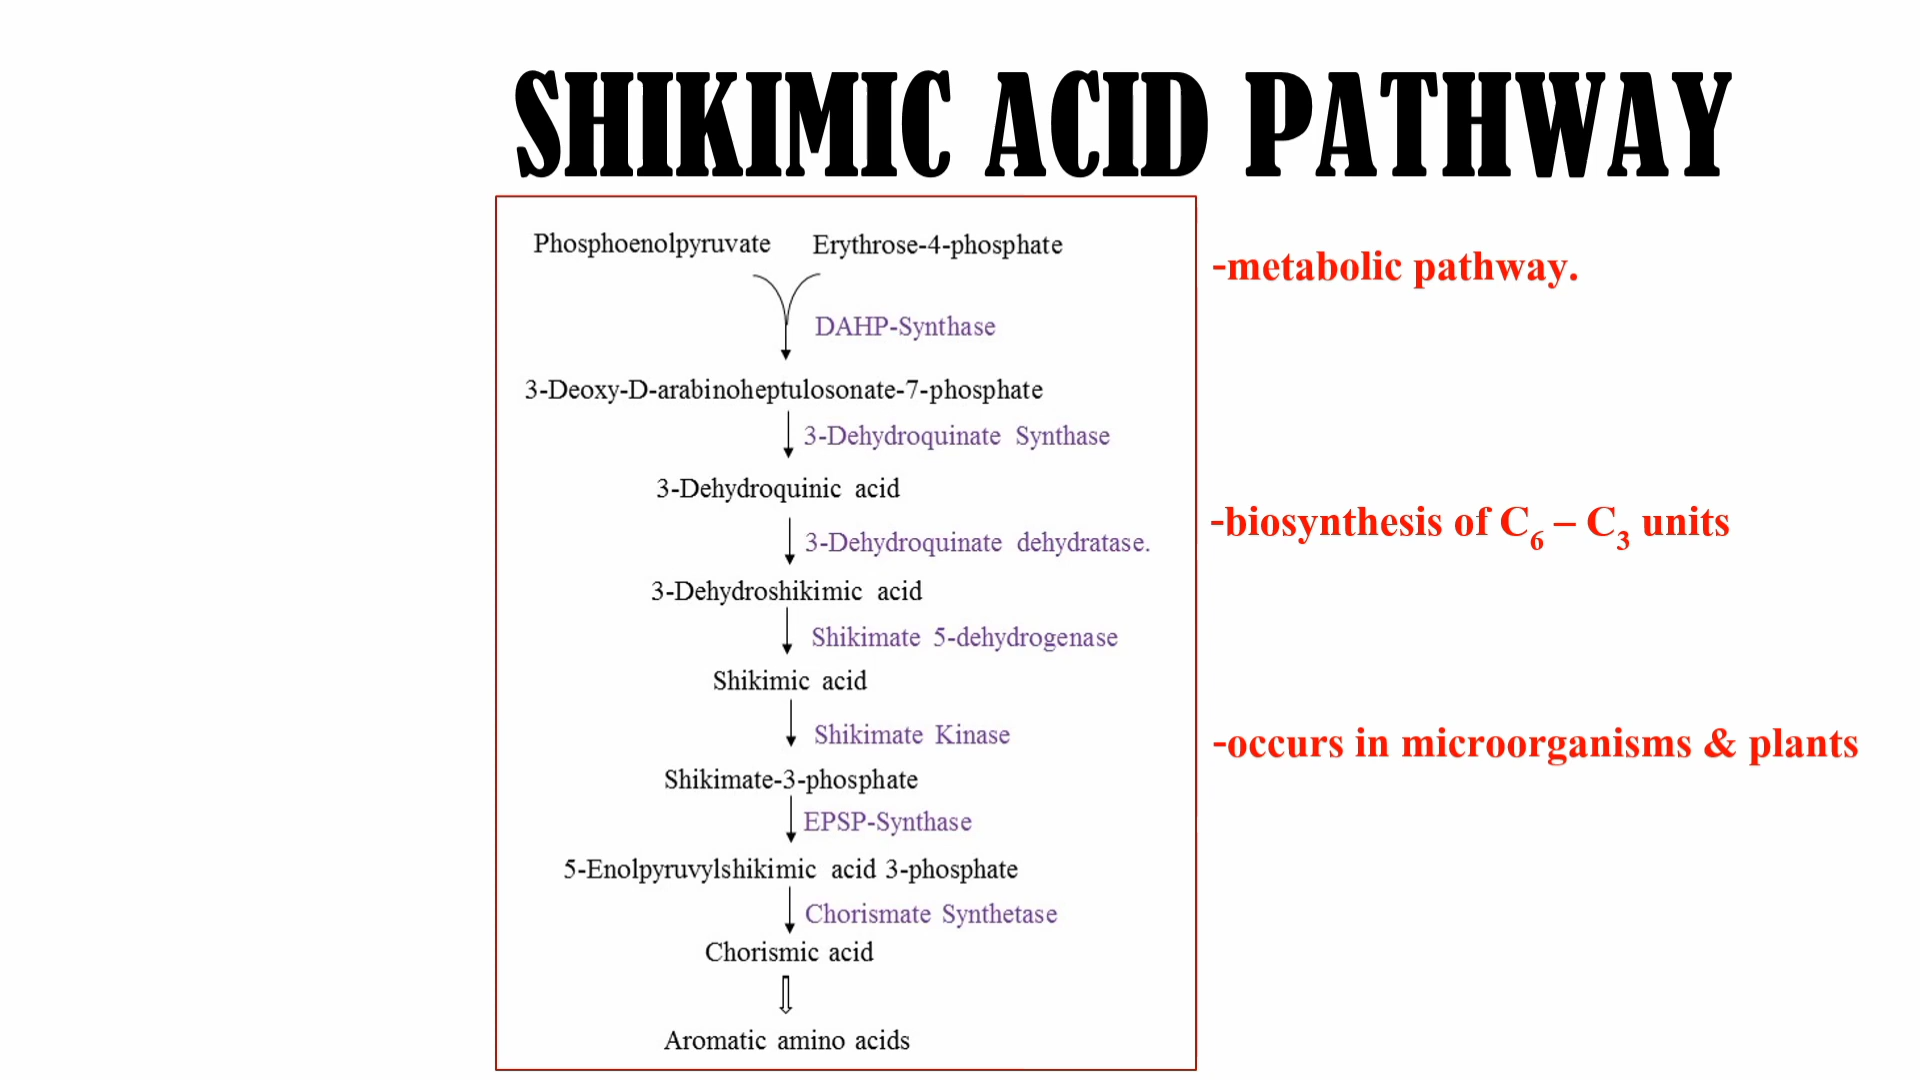 SHIKIMIC ACID PATHWAY
Phosphoenolpyruvate Erythrose-4-phosphate
DAHP-Synthase
3-Deoxy-D-arabinoheptulosonate-7-phosphate
3-Dehydroquinate Synthase
3-Dehydroquinic acid
3-Dehydroquinate dehydratase.
3-Dehydroshikimic acid
Shikimate 5-dehydrogenase
Shikimic acid
Shikimate Kinase
Shikimate-3-phosphate
EPSP-Synthase
5-Enolpyruvylshikimic acid 3-phosphate
Chorismate Synthetase
Chorismic acid
Aromatic amino acids
-metabolic pathway.
-biosynthesis of C₆ – C₃ units
-occurs in microorganisms & plants